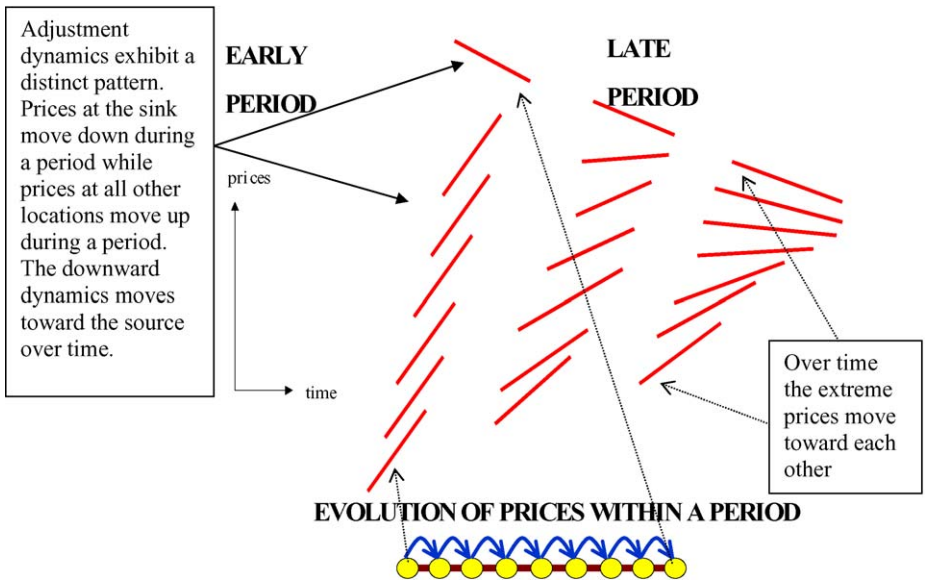 Adjustment
dynamics exhibit a
distinct pattern.
Prices at the sink
move down during
a period while
prices at all other
locations move up
during a period.
The downward
dynamics moves
toward the source
over time.
EARLY
PERIOD
LATE
PERIOD
prices
time
Over time
the extreme
prices move
toward each
other
EVOLUTION OF PRICES WITHIN A PERIOD